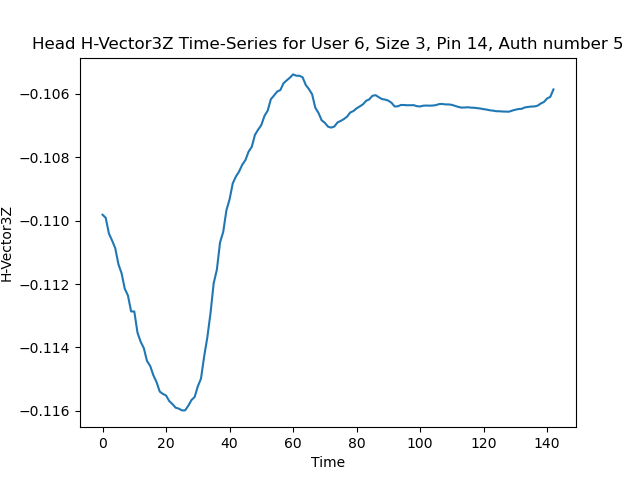 Head H-Vector3Z Time-Series for User 6, Size 3, Pin 14, Auth number 5
H-Vector3Z
−0.106
−0.108
−0.110
−0.112
−0.114
−0.116
0 20 40 60 80 100 120 140
Time